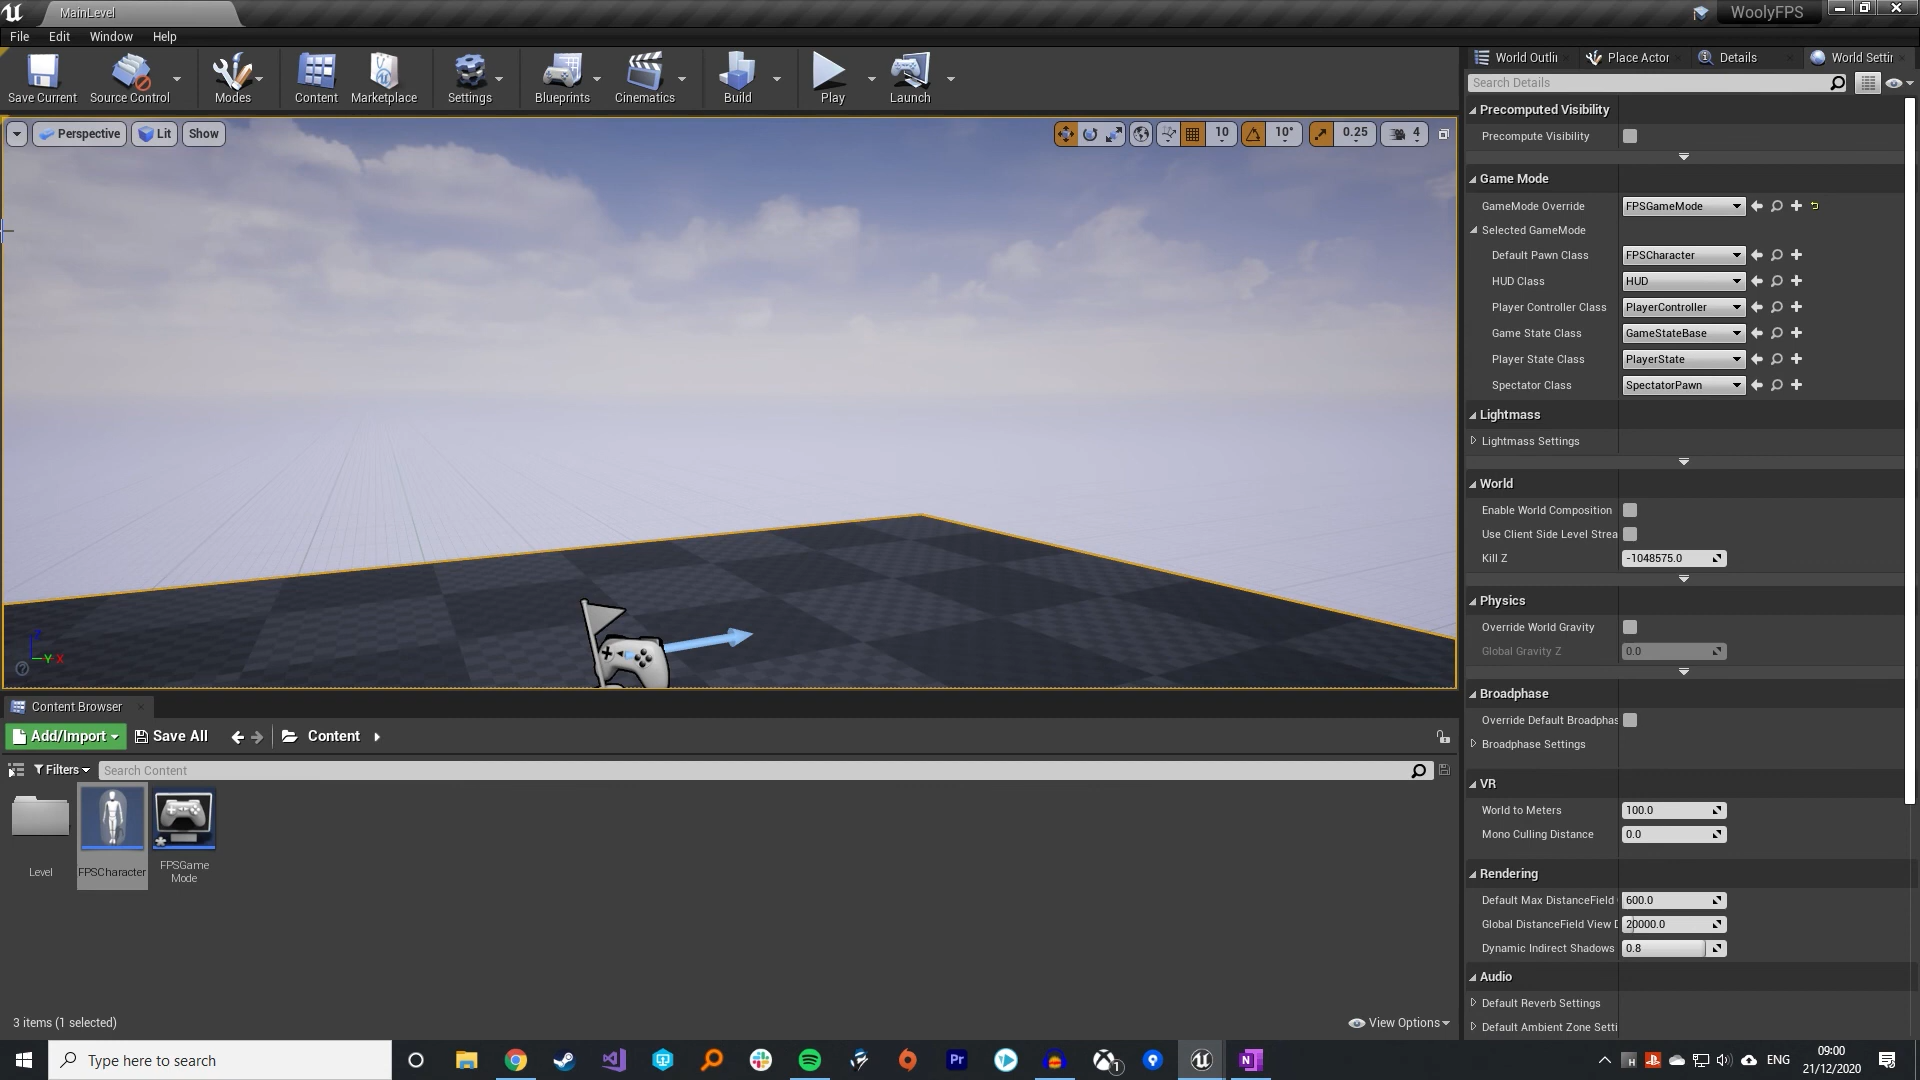 MainLevel
WoolyFPS
File Edit Window Help
Save Current Source Control Modes Content Marketplace Settings Blueprints Cinematics Build Play Launch
Perspective Lit Show
10 10° 0.25 4
Z Y X
World Outli Place Actor Details World Settin
Search Details
Precomputed Visibility
Precompute Visibility
Game Mode
GameMode Override FPSGameMode
Selected GameMode
Default Pawn Class FPSCharacter
HUD Class HUD
Player Controller Class PlayerController
Game State Class GameStateBase
Player State Class PlayerState
Spectator Class SpectatorPawn
Lightmass
Lightmass Settings
World
Enable World Composition
Use Client Side Level Strea
Kill Z -1048575.0
Physics
Override World Gravity
Global Gravity Z 0.0
Broadphase
Override Default Broadphas
Broadphase Settings
VR
World to Meters 100.0
Mono Culling Distance 0.0
Rendering
Default Max DistanceField 600.0
Global DistanceField View D 20000.0
Dynamic Indirect Shadows 0.8
Audio
Default Reverb Settings
Default Ambient Zone Setti
Content Browser
Add/Import Save All Content
Filters Search Content
Level
FPSCharacter
FPSGame
Mode
3 items (1 selected)
View Options
Type here to search
Pr
1
N
H
ENG
09:00
21/12/2020